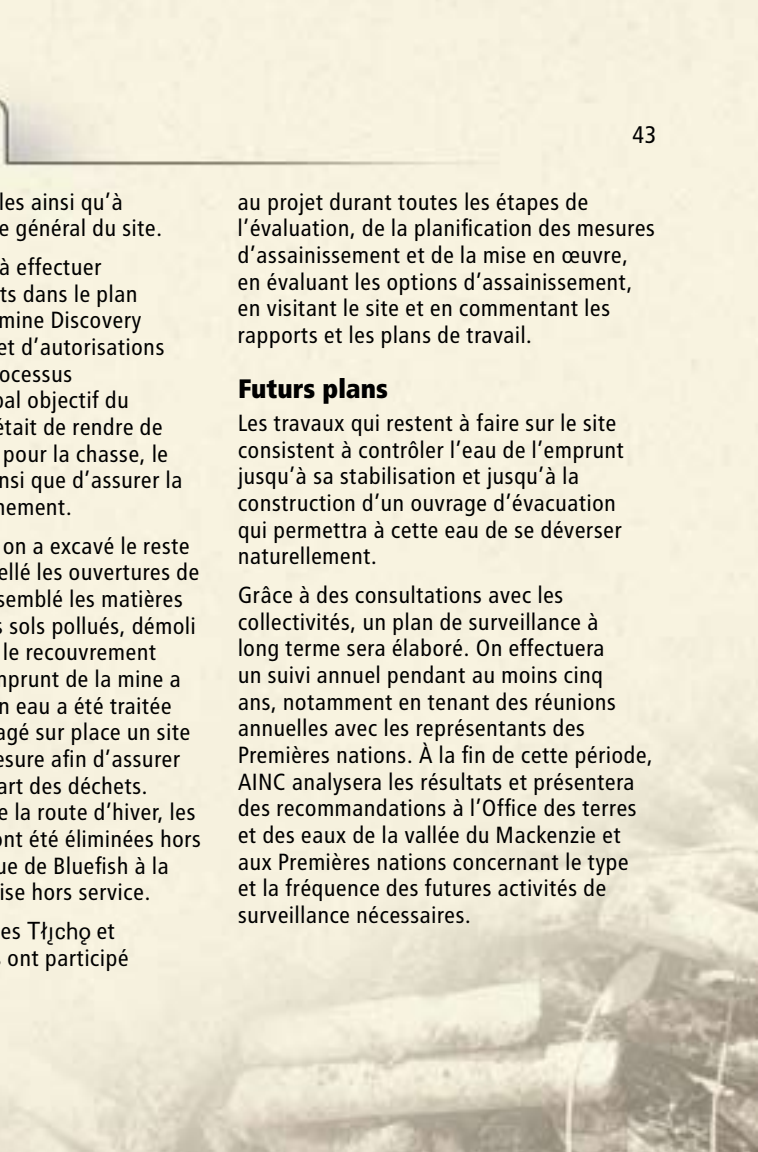 43
les ainsi qu’à
e général du site.
à effectuer
ts dans le plan
mine Discovery
et d’autorisations
ocessus
pal objectif du
était de rendre de
pour la chasse, le
nsi que d’assurer la
nement.
on a excavé le reste
ellé les ouvertures de
semblé les matières
s sols pollués, démoli
le recouvrement
mprunt de la mine a
n eau a été traitée
agé sur place un site
esure afin d’assurer
art des déchets.
e la route d’hiver, les
ont été éliminées hors
ue de Bluefish à la
ise hors service.
es Tłı̨chǫ et
s ont participé
au projet durant toutes les étapes de
l’évaluation, de la planification des mesures
d’assainissement et de la mise en œuvre,
en évaluant les options d’assainissement,
en visitant le site et en commentant les
rapports et les plans de travail.
Futurs plans
Les travaux qui restent à faire sur le site
consistent à contrôler l’eau de l’emprunt
jusqu’à sa stabilisation et jusqu’à la
construction d’un ouvrage d’évacuation
qui permettra à cette eau de se déverser
naturellement.
Grâce à des consultations avec les
collectivités, un plan de surveillance à
long terme sera élaboré. On effectuera
un suivi annuel pendant au moins cinq
ans, notamment en tenant des réunions
annuelles avec les représentants des
Premières nations. À la fin de cette période,
AINC analysera les résultats et présentera
des recommandations à l’Office des terres
et des eaux de la vallée du Mackenzie et
aux Premières nations concernant le type
et la fréquence des futures activités de
surveillance nécessaires.